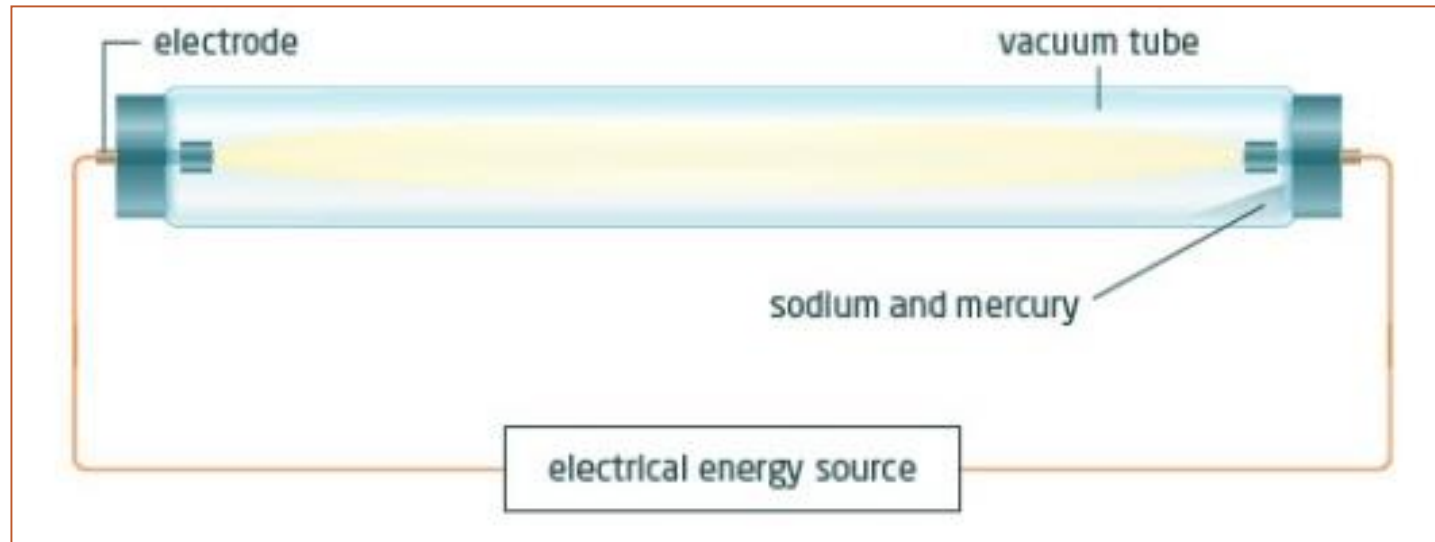 electrode
vacuum tube
sodium and mercury
electrical energy source